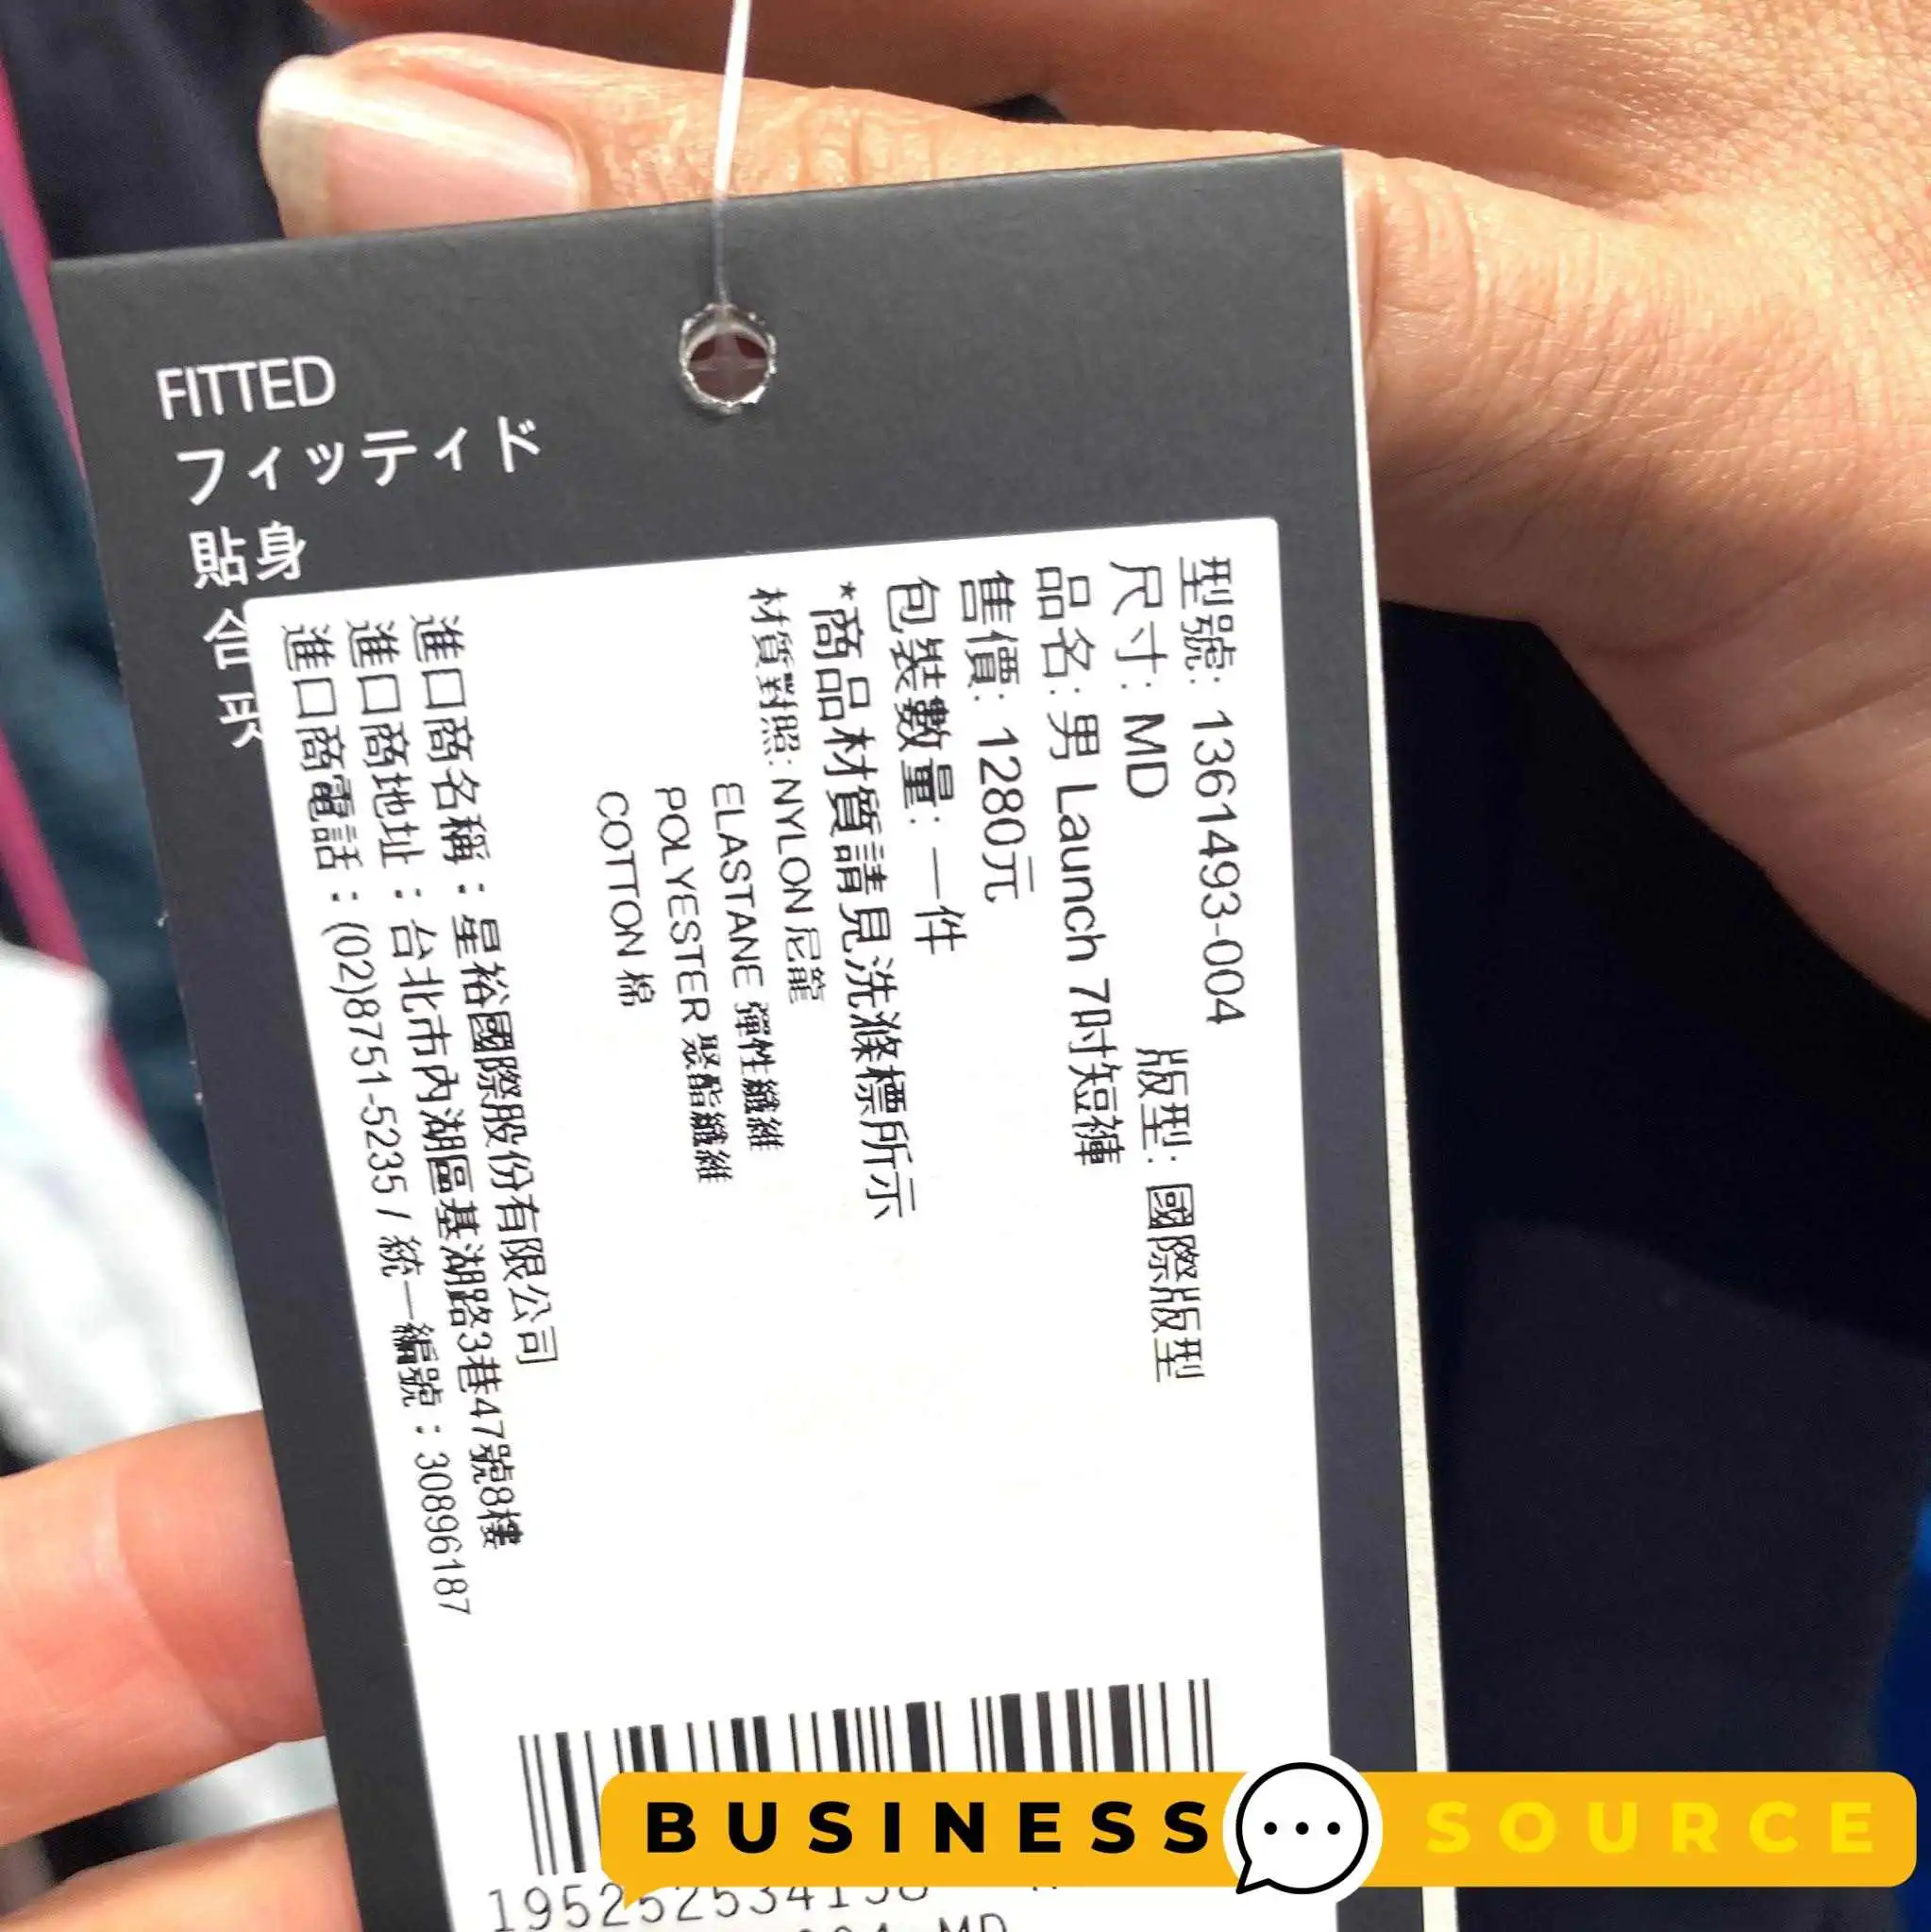 FITTED
フィッティド
貼身
合
型號: 1361493-004
尺寸: MD 版型: 國際版型
品名: 男 Launch 7吋短褲
售價: 1280元
包裝數量: 一件
*商品材質請見洗滌標所示
材質對照: NYLON 尼龍
ELASTANE 彈性纖維
POLYESTER 聚酯纖維
COTTON 棉
進口商名稱：星裕國際股份有限公司
進口商地址：台北市內湖區基湖路3巷47號8樓
進口商電話：(02)8751-5235 / 統一編號：30896187
MD
BUSINESS SOURCE